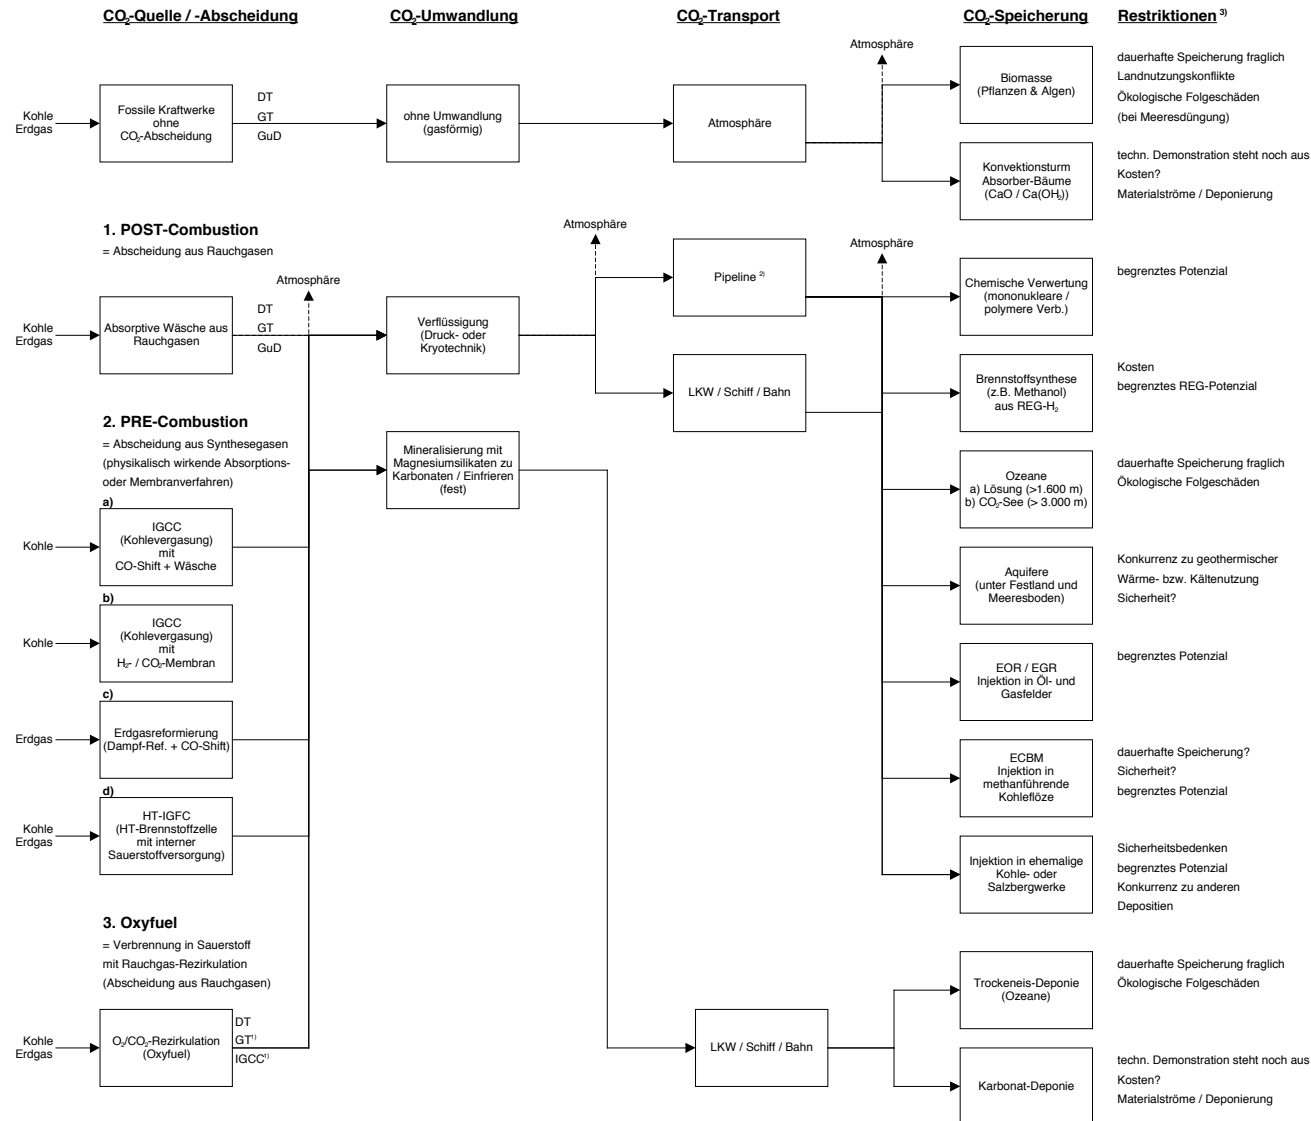 CO₂-Quelle / -Abscheidung
CO₂-Umwandlung
CO₂-Transport
CO₂-Speicherung
Restriktionen ³⁾
Kohle
Erdgas
Fossile Kraftwerke
ohne
CO₂-Abscheidung
DT
GT
GuD
ohne Umwandlung
(gasförmig)
Atmosphäre
Atmosphäre
Biomasse
(Pflanzen & Algen)
dauerhafte Speicherung fraglich
Landnutzungskonflikte
Ökologische Folgeschäden
(bei Meeresdüngung)
Konvektionsturm
Absorber-Bäume
(CaO / Ca(OH₂))
techn. Demonstration steht noch aus
Kosten?
Materialströme / Deponierung
1. POST-Combustion
= Abscheidung aus Rauchgasen
Kohle
Erdgas
Absorptive Wäsche aus
Rauchgasen
DT
GT
GuD
Atmosphäre
Verflüssigung
(Druck- oder
Kryotechnik)
Atmosphäre
Pipeline ²⁾
LKW / Schiff / Bahn
Atmosphäre
Chemische Verwertung
(mononukleare /
polymere Verb.)
begrenztes Potenzial
Brennstoffsynthese
(z.B. Methanol)
aus REG-H₂
Kosten
begrenztes REG-Potenzial
2. PRE-Combustion
= Abscheidung aus Synthesegasen
(physikalisch wirkende Absorptions-
oder Membranverfahren)
Mineralisierung mit
Magnesiumsilikaten zu
Karbonaten / Einfrieren
(fest)
Ozeane
a) Lösung (>1.600 m)
b) CO₂-See (> 3.000 m)
dauerhafte Speicherung fraglich
Ökologische Folgeschäden
a)
Kohle
IGCC
(Kohlevergasung)
mit
CO-Shift + Wäsche
Aquifere
(unter Festland und
Meeresboden)
Konkurrenz zu geothermischer
Wärme- bzw. Kältenutzung
Sicherheit?
b)
Kohle
IGCC
(Kohlevergasung)
mit
H₂- / CO₂-Membran
EOR / EGR
Injektion in Öl- und
Gasfelder
begrenztes Potenzial
c)
Erdgas
Erdgasreformierung
(Dampf-Ref. + CO-Shift)
ECBM
Injektion in
methanführende
Kohleflöze
dauerhafte Speicherung?
Sicherheit?
begrenztes Potenzial
d)
Kohle
Erdgas
HT-IGFC
(HT-Brennstoffzelle
mit interner
Sauerstoffversorgung)
Injektion in ehemalige
Kohle- oder
Salzbergwerke
Sicherheitsbedenken
begrenztes Potenzial
Konkurrenz zu anderen
Depositien
3. Oxyfuel
= Verbrennung in Sauerstoff
mit Rauchgas-Rezirkulation
(Abscheidung aus Rauchgasen)
Kohle
Erdgas
O₂/CO₂-Rezirkulation
(Oxyfuel)
DT
GT¹⁾
IGCC¹⁾
LKW / Schiff / Bahn
Trockeneis-Deponie
(Ozeane)
dauerhafte Speicherung fraglich
Ökologische Folgeschäden
Karbonat-Deponie
techn. Demonstration steht noch aus
Kosten?
Materialströme / Deponierung